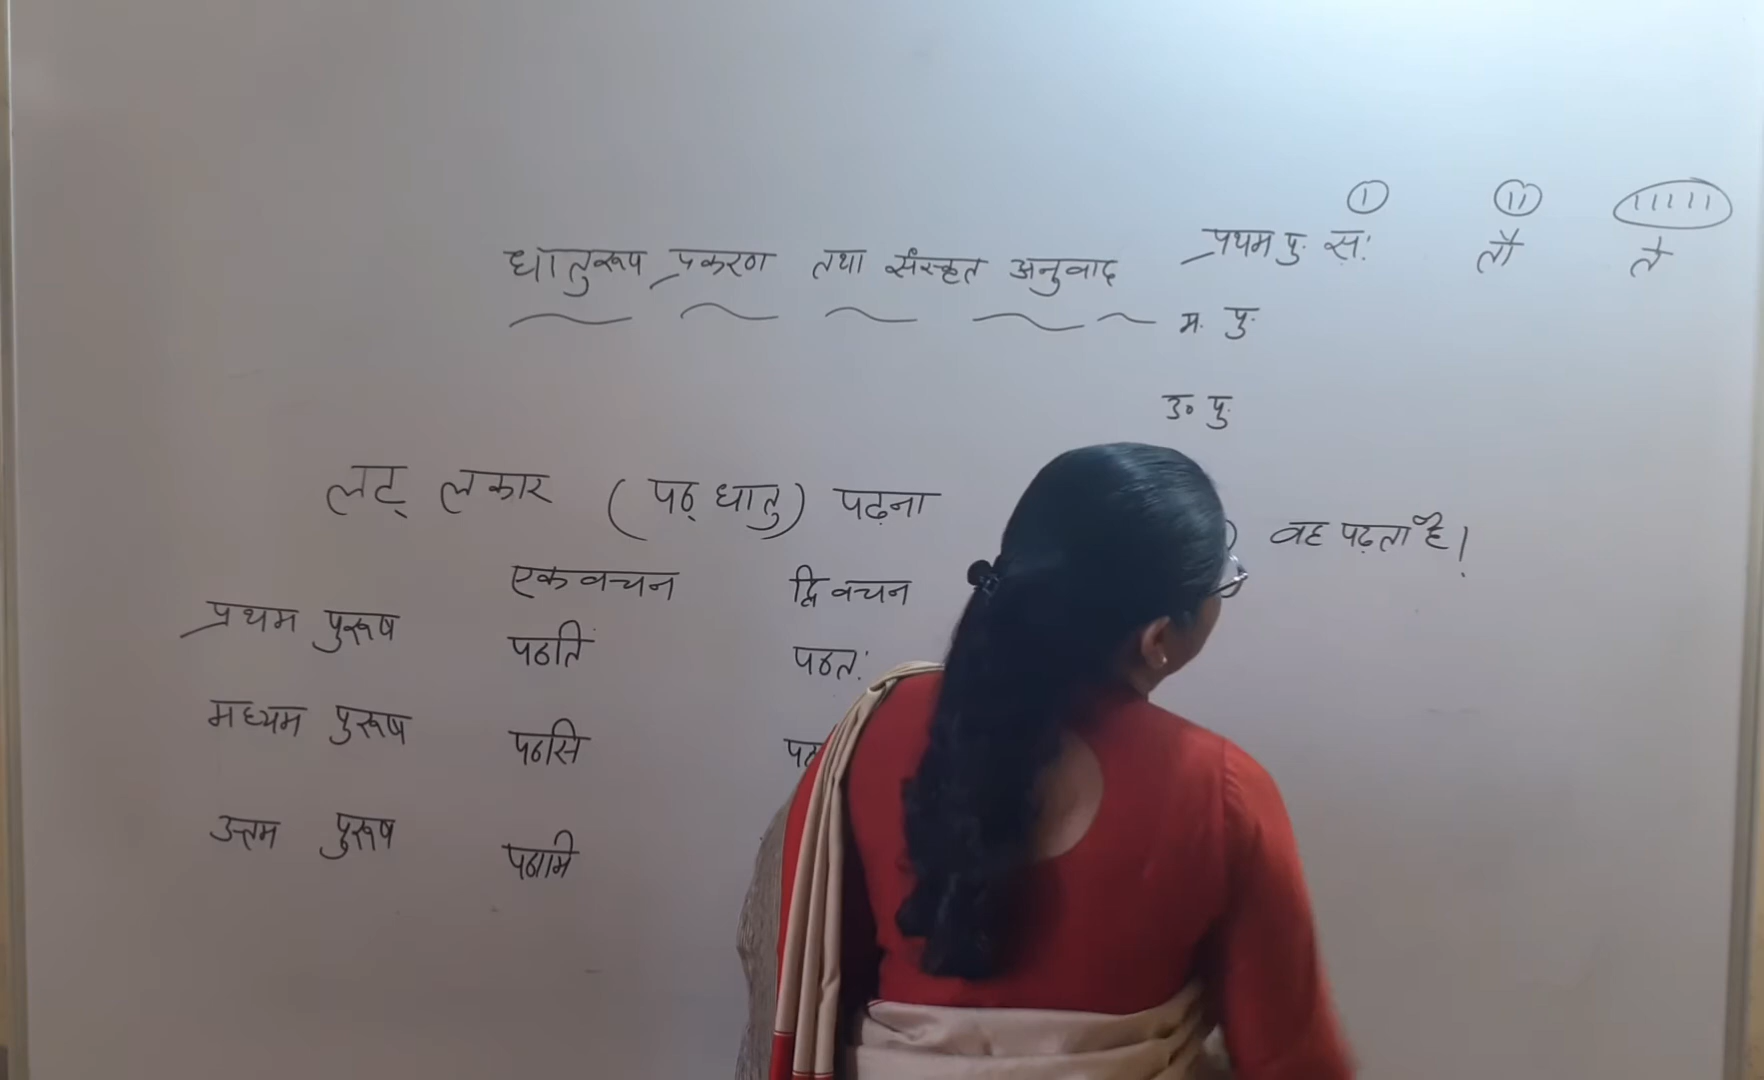 । ॥ ।।।।।
धातुरूप प्रकरण तथा संस्कृत अनुवाद
प्रथम पु. सः तौ ते
म. पु.
उ० पु.
लट् लकार (पठ् धातु) पढ़ना
वह पढ़ता है।
एकवचन द्विवचन
प्रथम पुरूष पठति पठतः
मध्यम पुरूष पठसि
उत्तम पुरूष पठामि